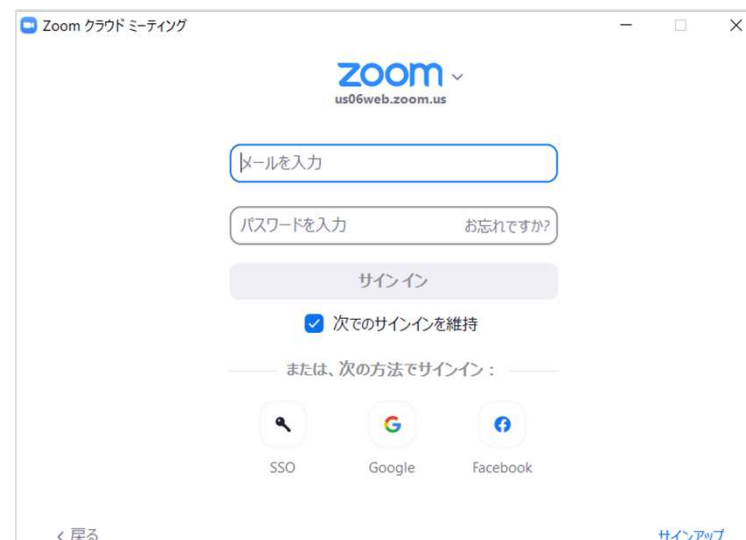 Zoom クラウド ミーティング
zoom
us06web.zoom.us
メールを入力
パスワードを入力 お忘れですか?
サイン イン
次でのサインインを維持
または、次の方法でサインイン：
SSO Google Facebook
戻る サインアップ